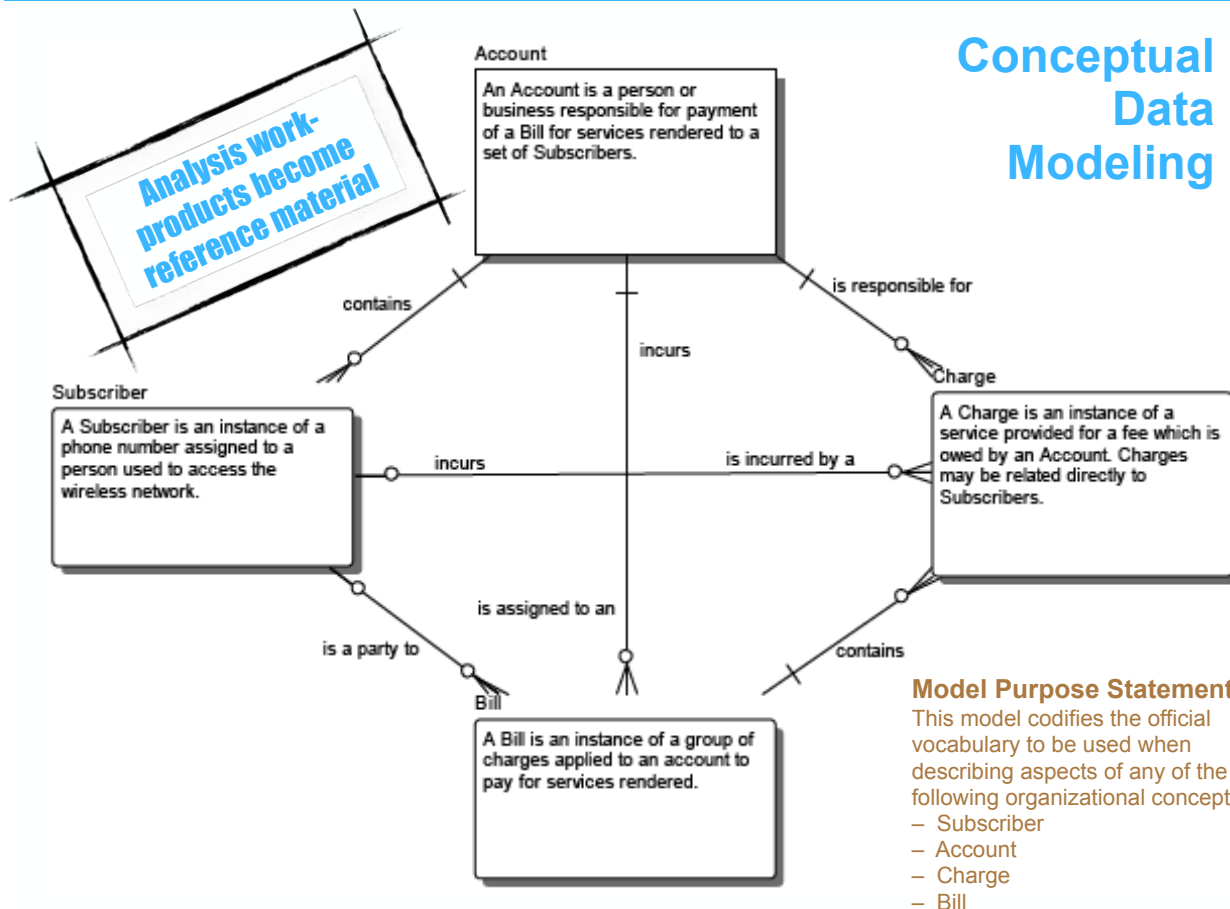 Conceptual
Data
Modeling
Analysis work-
products become
reference material
Account
An Account is a person or
business responsible for payment
of a Bill for services rendered to a
set of Subscribers.
contains
is responsible for
incurs
Subscriber
A Subscriber is an instance of a
phone number assigned to a
person used to access the
wireless network.
Charge
A Charge is an instance of a
service provided for a fee which is
owed by an Account. Charges
may be related directly to
Subscribers.
incurs
is incurred by a
is assigned to an
is a party to
contains
Bill
A Bill is an instance of a group of
charges applied to an account to
pay for services rendered.
Model Purpose Statement
This model codifies the official
vocabulary to be used when
describing aspects of any of the
following organizational concept
– Subscriber
– Account
– Charge
– Bill